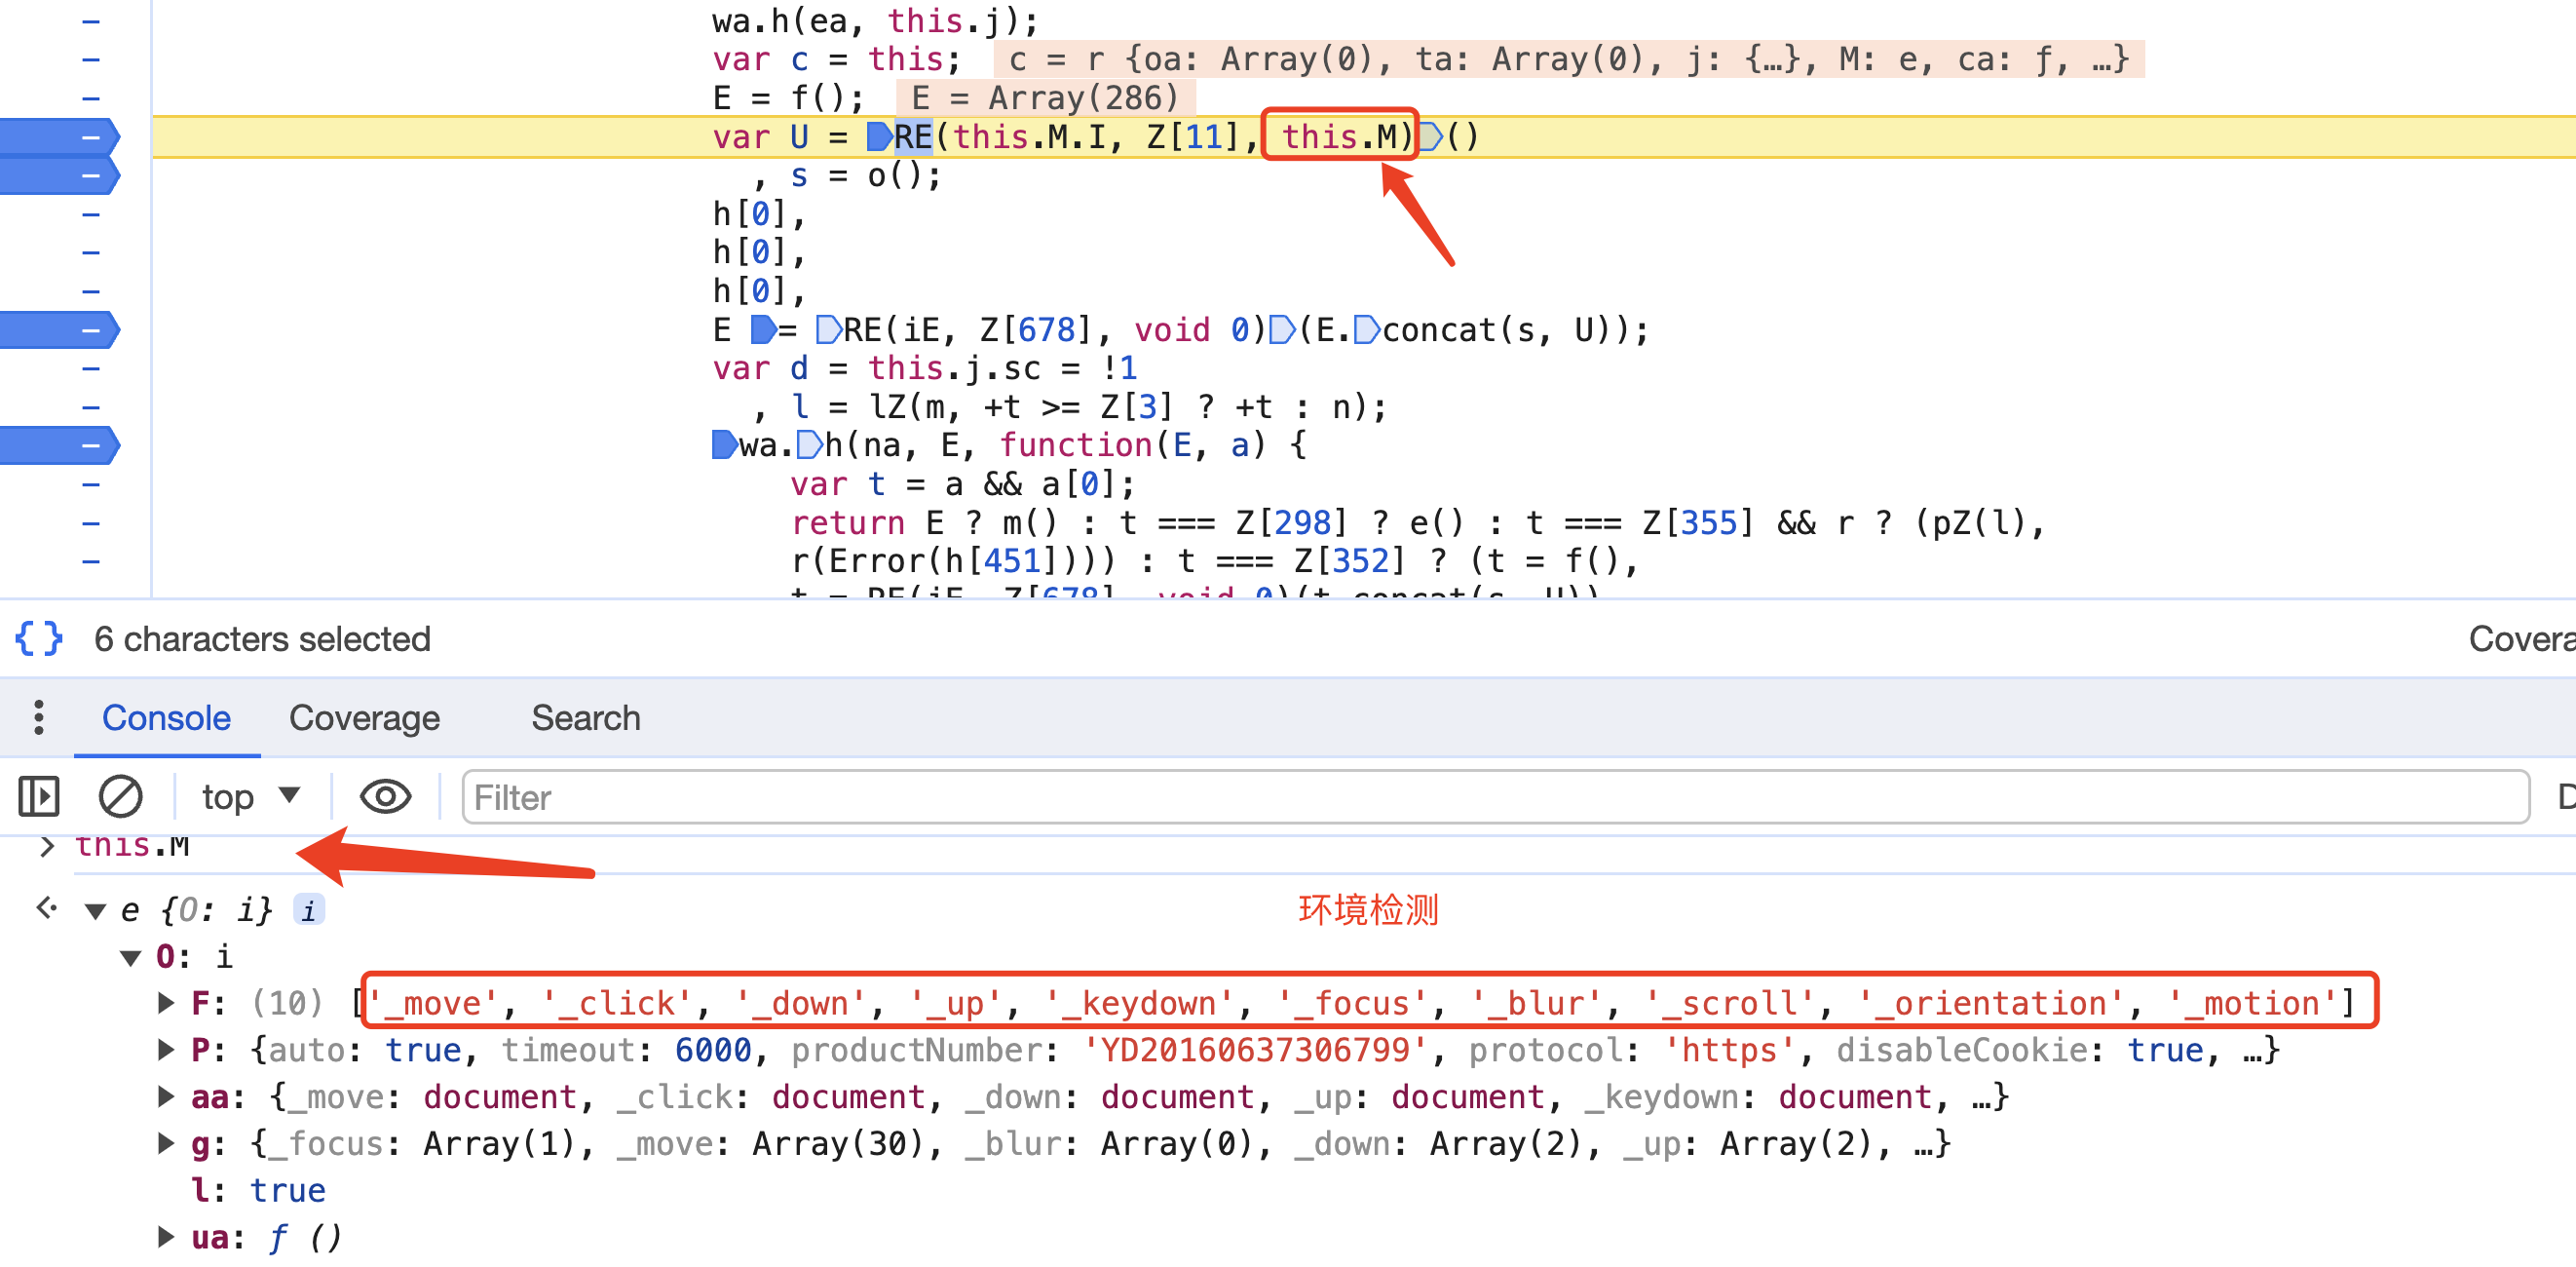 wa.h(ea, this.j);
var c = this; c = r {oa: Array(0), ta: Array(0), j: {…}, M: e, ca: ƒ, …}
E = f(); E = Array(286)
var U = RE(this.M.I, Z[11], this.M)()
, s = o();
h[0],
h[0],
h[0],
E = RE(iE, Z[678], void 0)(E.concat(s, U));
var d = this.j.sc = !1
, l = lZ(m, +t >= Z[3] ? +t : n);
wa.h(na, E, function(E, a) {
var t = a && a[0];
return E ? m() : t === Z[298] ? e() : t === Z[355] && r ? (pZ(l),
r(Error(h[451]))) : t === Z[352] ? (t = f(),
t = RE(iE, Z[678], void 0)(t.concat(s, U)),
{} 6 characters selected Covera
Console Coverage Search
top Filter D
> this.M
e {O: i} i
环境检测
O: i
F: (10) ['_move', '_click', '_down', '_up', '_keydown', '_focus', '_blur', '_scroll', '_orientation', '_motion']
P: {auto: true, timeout: 6000, productNumber: 'YD20160637306799', protocol: 'https', disableCookie: true, …}
aa: {_move: document, _click: document, _down: document, _up: document, _keydown: document, …}
g: {_focus: Array(1), _move: Array(30), _blur: Array(0), _down: Array(2), _up: Array(2), …}
l: true
ua: ƒ ()